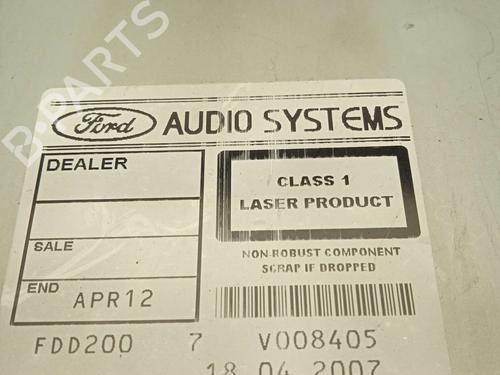 B-PARTS
Ford AUDIO SYSTEMS
DEALER
CLASS 1
LASER PRODUCT
SALE
NON-ROBUST COMPONENT
SCRAP IF DROPPED
END APR12
FDD200 7 V008405
18 04 2007